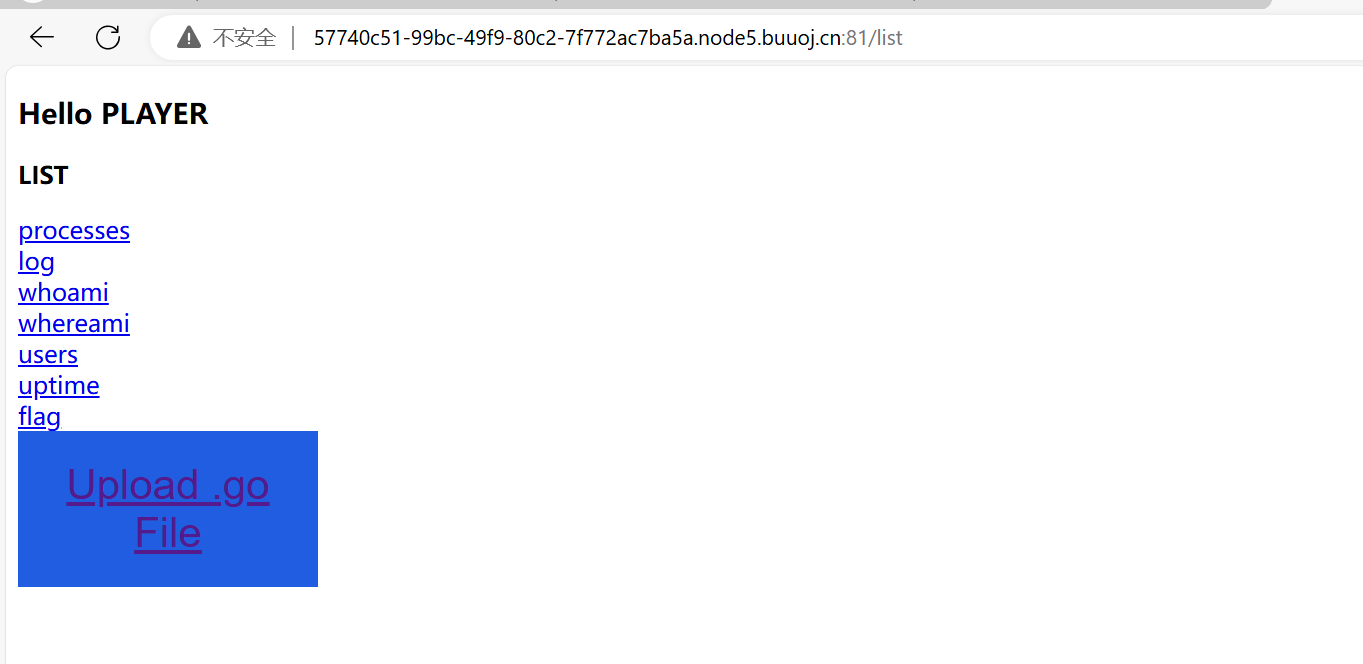 不安全 | 57740c51-99bc-49f9-80c2-7f772ac7ba5a.node5.buuoj.cn:81/list
Hello PLAYER
LIST
processes
log
whoami
whereami
users
uptime
flag
Upload .go
File